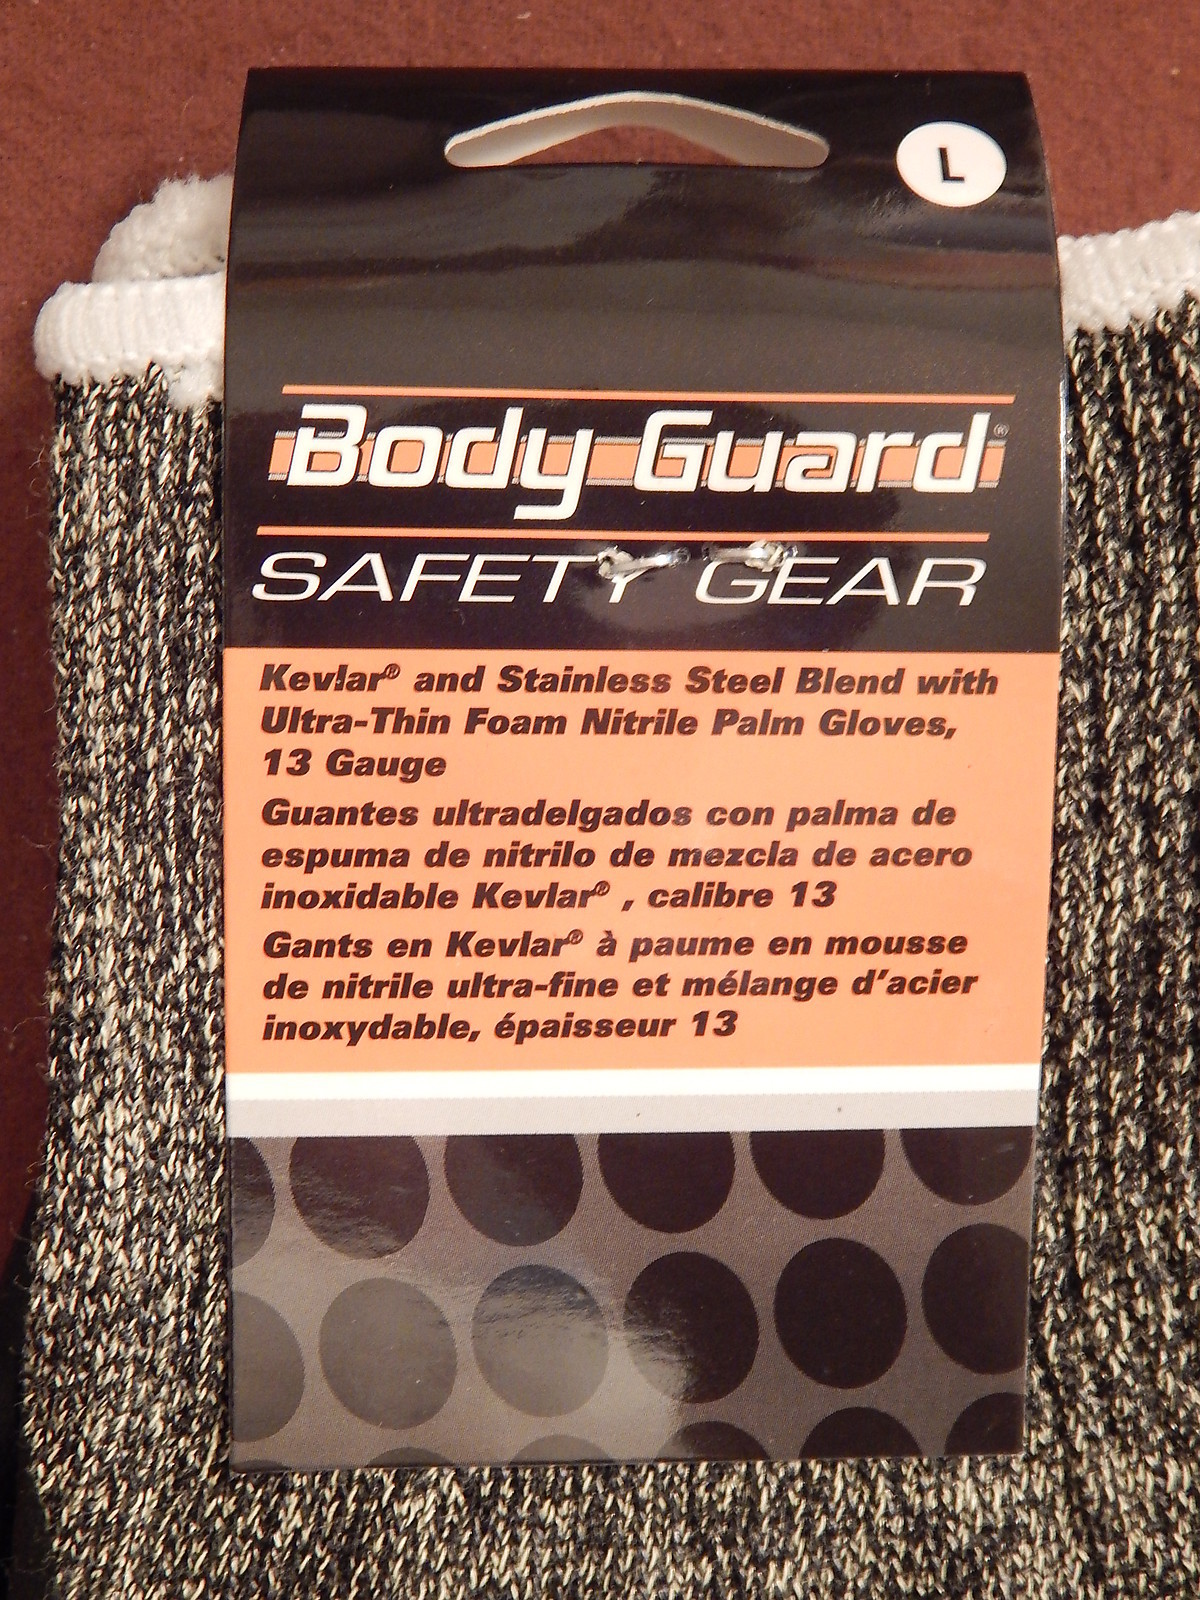 L
Body Guard®
SAFETY GEAR
Kevlar® and Stainless Steel Blend with
Ultra-Thin Foam Nitrile Palm Gloves,
13 Gauge
Guantes ultradelgados con palma de
espuma de nitrilo de mezcla de acero
inoxidable Kevlar® , calibre 13
Gants en Kevlar® à paume en mousse
de nitrile ultra-fine et mélange d'acier
inoxydable, épaisseur 13